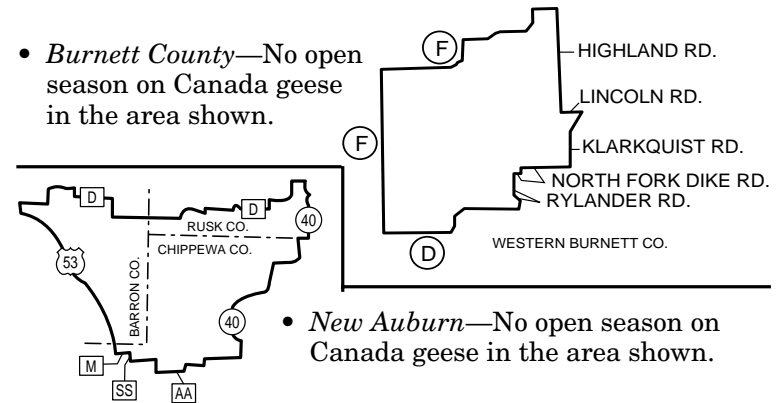 • Burnett County—No open
season on Canada geese
in the area shown.
F
F
HIGHLAND RD.
LINCOLN RD.
KLARKQUIST RD.
NORTH FORK DIKE RD.
RYLANDER RD.
D
WESTERN BURNETT CO.
D
D
40
RUSK CO.
CHIPPEWA CO.
53
BARRON CO.
40
M
SS
AA
• New Auburn—No open season on
Canada geese in the area shown.